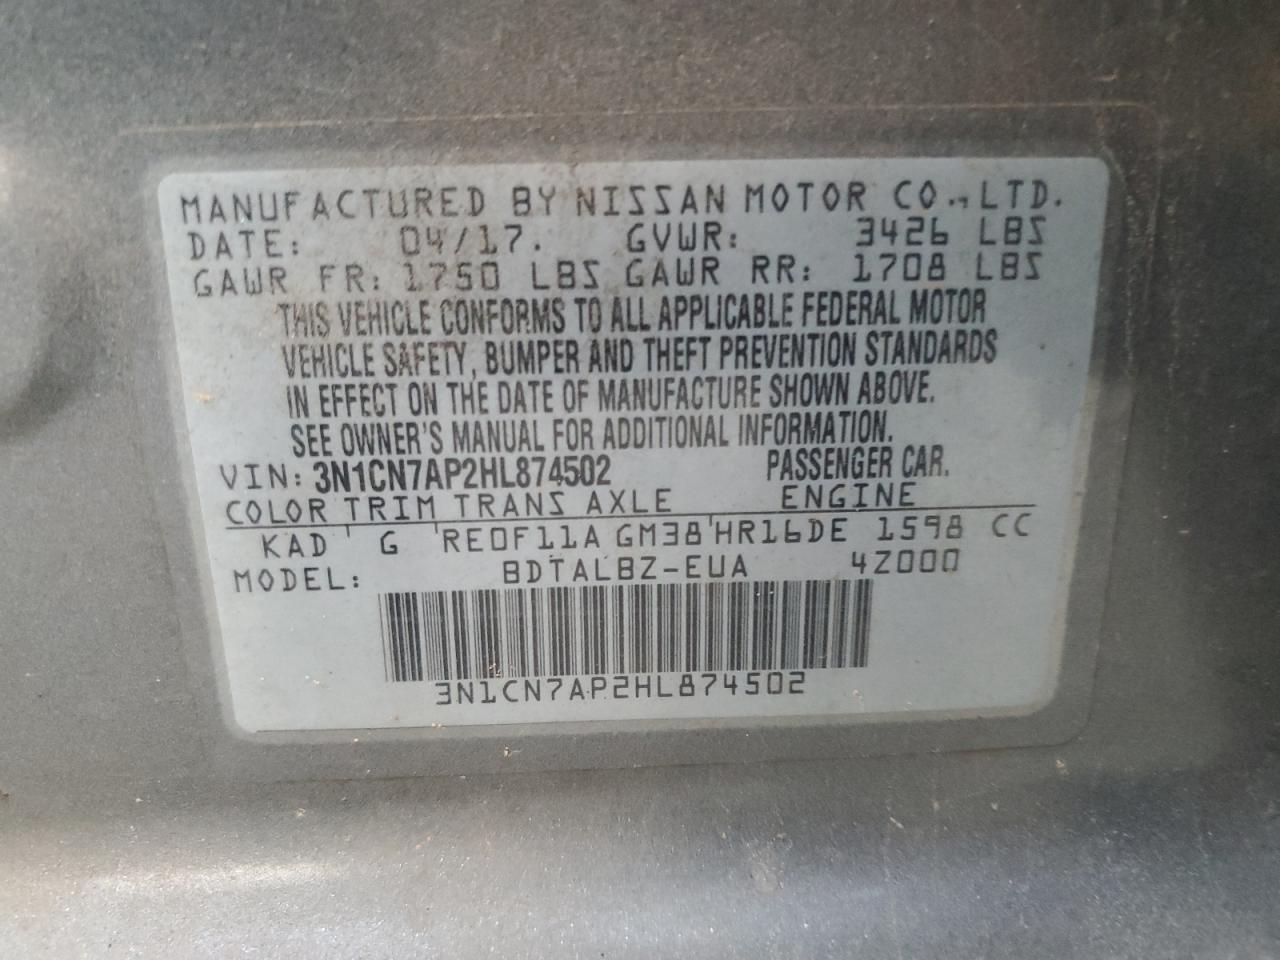 MANUFACTURED BY NISSAN MOTOR CO., LTD.
DATE: 04/17. GVWR: 3426 LBS
GAWR FR: 1750 LBS GAWR RR: 1708 LBS
THIS VEHICLE CONFORMS TO ALL APPLICABLE FEDERAL MOTOR
VEHICLE SAFETY, BUMPER AND THEFT PREVENTION STANDARDS
IN EFFECT ON THE DATE OF MANUFACTURE SHOWN ABOVE.
SEE OWNER'S MANUAL FOR ADDITIONAL INFORMATION.
VIN: 3N1CN7AP2HL874502 PASSENGER CAR.
COLOR TRIM TRANS AXLE ENGINE
KAD G RE0F11A GM38 HR16DE 1598 CC
MODEL: BDTALBZ-EUA 4Z000
3N1CN7AP2HL874502